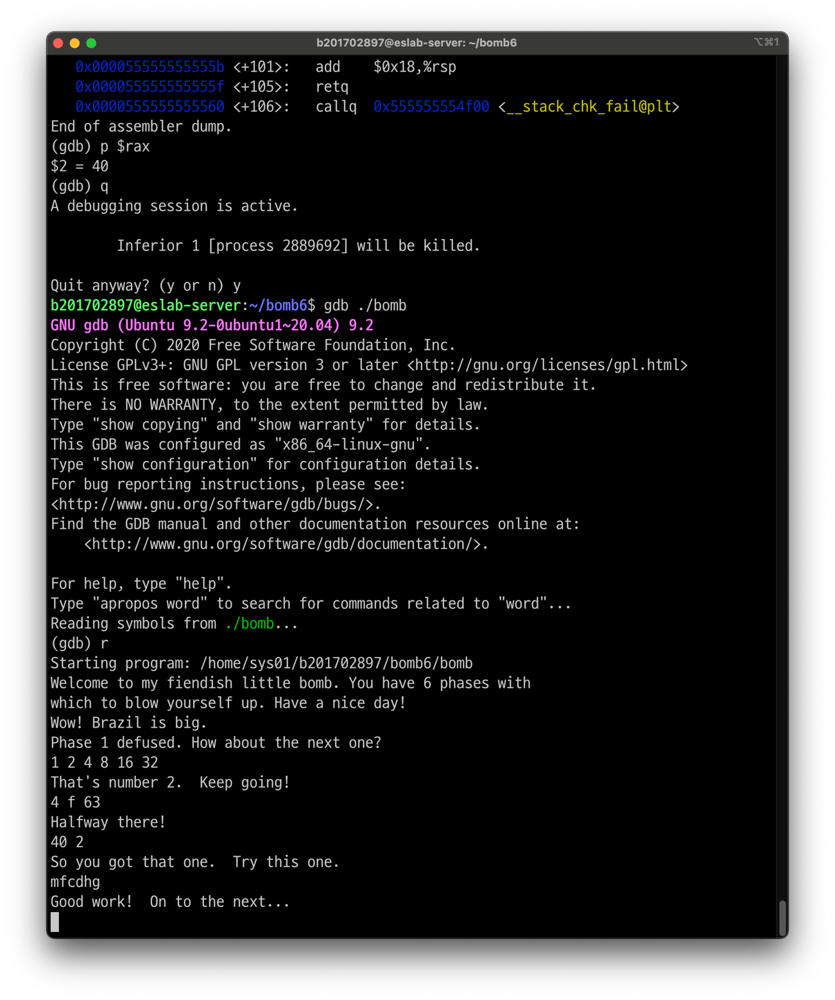 b201702897@eslab-server: ~/bomb6
⌥⌘1
0x000055555555555b <+101>: add $0x18,%rsp
0x000055555555555f <+105>: retq
0x0000555555555560 <+106>: callq 0x555555554f00 <__stack_chk_fail@plt>
End of assembler dump.
(gdb) p $rax
$2 = 40
(gdb) q
A debugging session is active.
Inferior 1 [process 2889692] will be killed.
Quit anyway? (y or n) y
b201702897@eslab-server:~/bomb6$ gdb ./bomb
GNU gdb (Ubuntu 9.2-0ubuntu1~20.04) 9.2
Copyright (C) 2020 Free Software Foundation, Inc.
License GPLv3+: GNU GPL version 3 or later <http://gnu.org/licenses/gpl.html>
This is free software: you are free to change and redistribute it.
There is NO WARRANTY, to the extent permitted by law.
Type "show copying" and "show warranty" for details.
This GDB was configured as "x86_64-linux-gnu".
Type "show configuration" for configuration details.
For bug reporting instructions, please see:
<http://www.gnu.org/software/gdb/bugs/>.
Find the GDB manual and other documentation resources online at:
<http://www.gnu.org/software/gdb/documentation/>.
For help, type "help".
Type "apropos word" to search for commands related to "word"...
Reading symbols from ./bomb...
(gdb) r
Starting program: /home/sys01/b201702897/bomb6/bomb
Welcome to my fiendish little bomb. You have 6 phases with
which to blow yourself up. Have a nice day!
Wow! Brazil is big.
Phase 1 defused. How about the next one?
1 2 4 8 16 32
That's number 2.  Keep going!
4 f 63
Halfway there!
40 2
So you got that one.  Try this one.
mfcdhg
Good work!  On to the next...